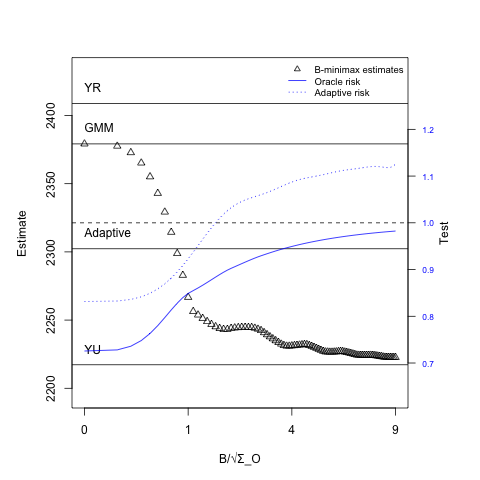 YR
B-minimax estimates
Oracle risk
Adaptive risk
GMM
Adaptive
YU
2400
2350
2300
2250
2200
Estimate
1.2
1.1
1.0
0.9
0.8
0.7
Test
0 1 4 9
B/√Σ_O